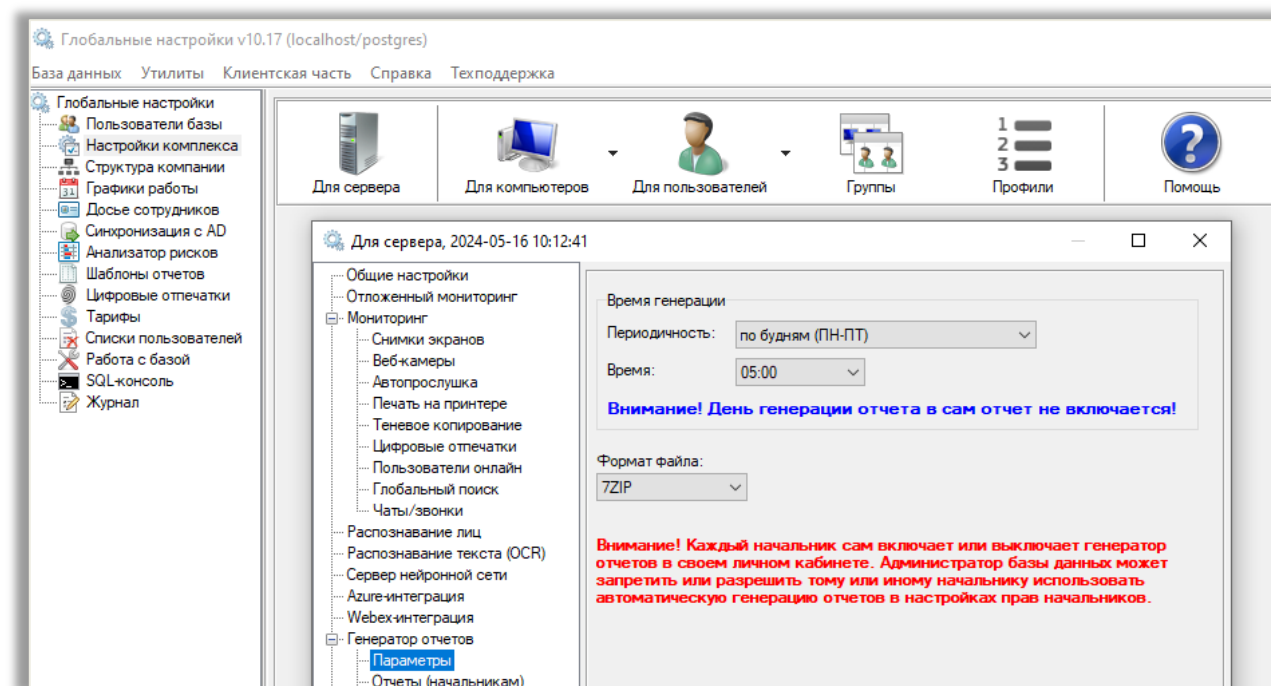 Глобальные настройки v10.17 (localhost/postgres)
База данных Утилиты Клиентская часть Справка Техподдержка
Глобальные настройки
Пользователи базы
Настройки комплекса
Структура компании
Графики работы
Досье сотрудников
Синхронизация с AD
Анализатор рисков
Шаблоны отчетов
Цифровые отпечатки
Тарифы
Списки пользователей
Работа с базой
SQL-консоль
Журнал
Для сервера
Для компьютеров
Для пользователей
Группы
1
2
3
Профили
?
Помощь
Для сервера, 2024-05-16 10:12:41
Общие настройки
Отложенный мониторинг
Мониторинг
Снимки экранов
Веб-камеры
Автопрослушка
Печать на принтере
Теневое копирование
Цифровые отпечатки
Пользователи онлайн
Глобальный поиск
Чаты/звонки
Распознавание лиц
Распознавание текста (OCR)
Сервер нейронной сети
Azure-интеграция
Webex-интеграция
Генератор отчетов
Параметры
Отчеты (начальникам)
Время генерации
Периодичность: по будням (ПН-ПТ)
Время: 05:00
Внимание! День генерации отчета в сам отчет не включается!
Формат файла:
7ZIP
Внимание! Каждый начальник сам включает или выключает генератор
отчетов в своем личном кабинете. Администратор базы данных может
запретить или разрешить тому или иному начальнику использовать
автоматическую генерацию отчетов в настройках прав начальников.